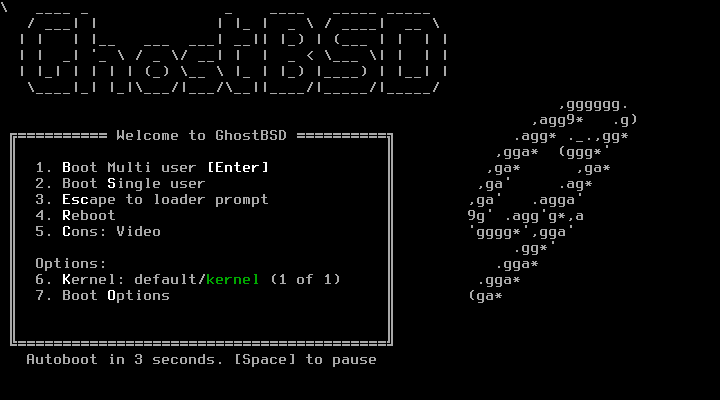 GhostBSD
Welcome to GhostBSD
1. Boot Multi user [Enter]
2. Boot Single user
3. Escape to loader prompt
4. Reboot
5. Cons: Video
Options:
6. Kernel: default/kernel (1 of 1)
7. Boot Options
Autoboot in 3 seconds. [Space] to pause